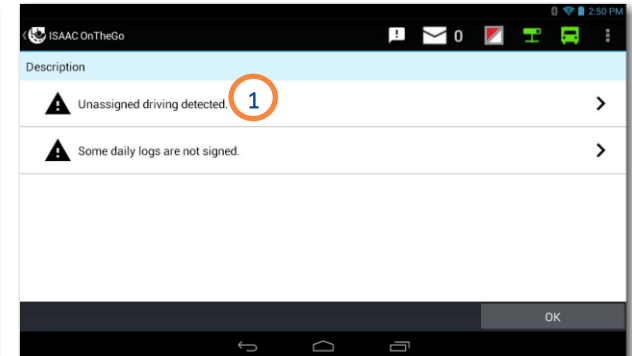 2:50 PM
ISAAC OnTheGo
0
Description
Unassigned driving detected.
1
Some daily logs are not signed.
OK